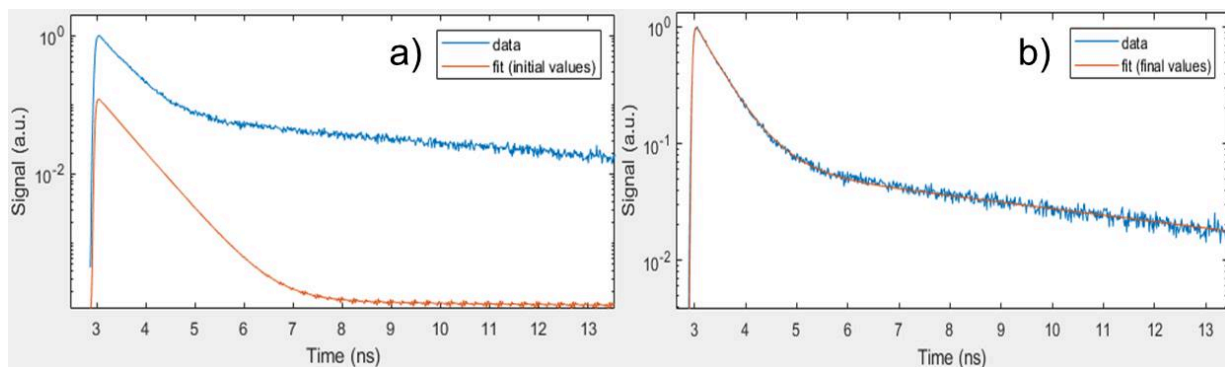 a)
data
fit (initial values)
10^0
10^-2
Signal (a.u.)
3 4 5 6 7 8 9 10 11 12 13
Time (ns)
b)
data
fit (final values)
10^0
10^-1
10^-2
Signal (a.u.)
3 4 5 6 7 8 9 10 11 12 13
Time (ns)